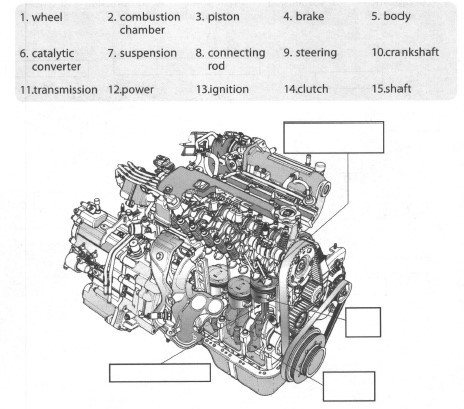 1. wheel 2. combustion chamber 3. piston 4. brake 5. body
6. catalytic converter 7. suspension 8. connecting rod 9. steering 10.crankshaft
11.transmission 12.power 13.ignition 14.clutch 15.shaft